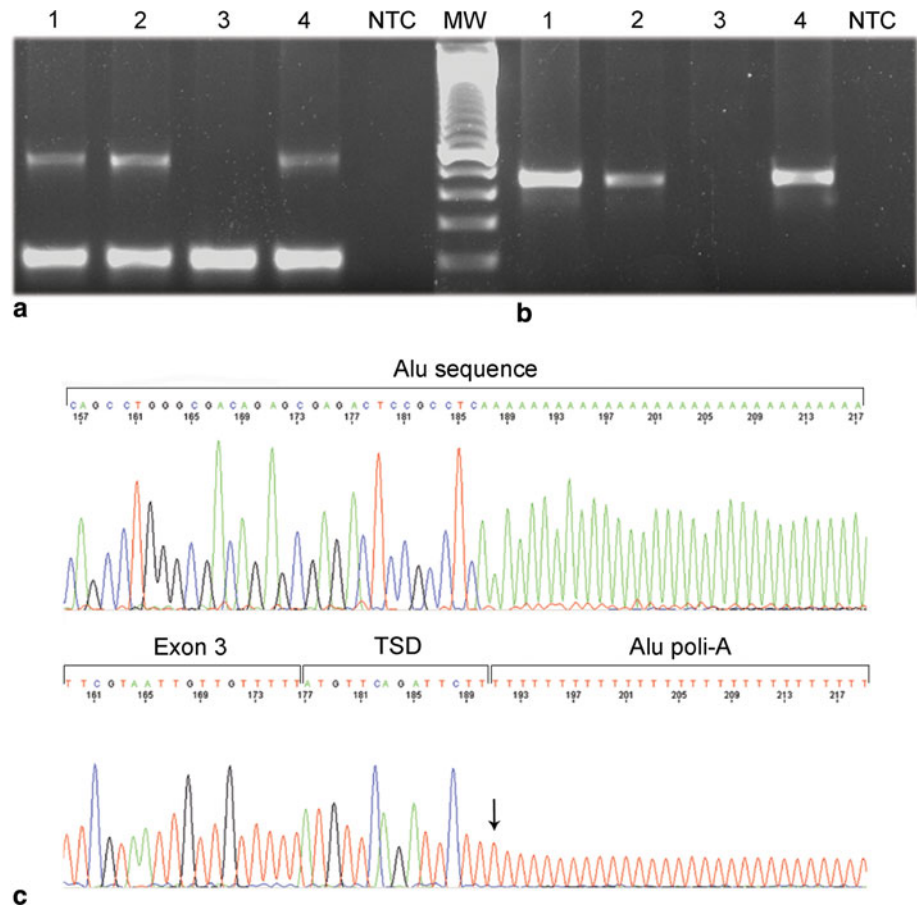 1 2 3 4 NTC MW 1 2 3 4 NTC
a b
Alu sequence
C A G C C T G G G C G A C A G A G C G A G A C T C C G C C T C A A A A A A A A A A A A A A A A A A A A A A A A A A A A A A A
157 161 165 169 173 177 181 185 189 193 197 201 205 209 213 217
Exon 3 TSD Alu poli-A
T T C G T A A T T G T T G T T T T T A T G T T C A G A T T C T T T T T T T T T T T T T T T T T T T T T T T T T T T T T T T
161 165 169 173 177 181 185 189 193 197 201 205 209 213 217
c